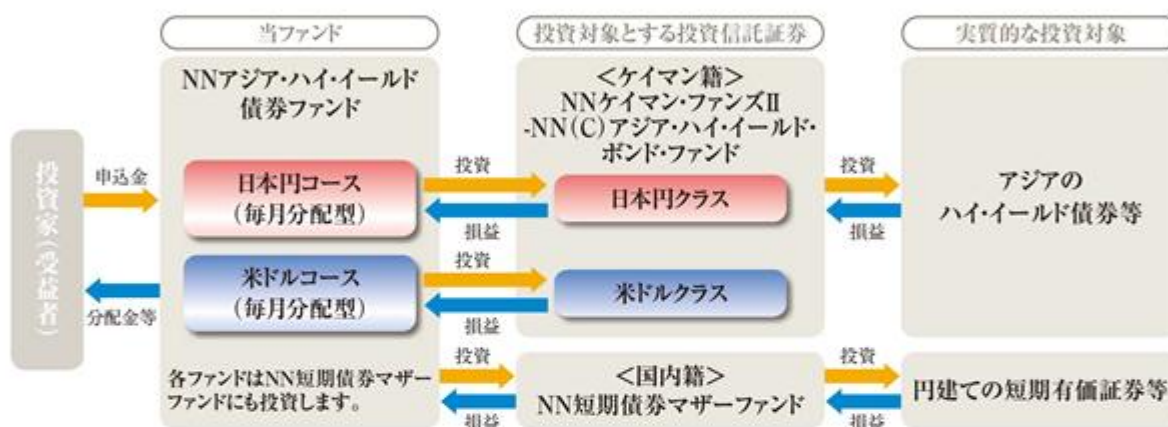 当ファンド
投資対象とする投資信託証券
実質的な投資対象
投資家(受益者)
申込金
分配金等
NNアジア・ハイ・イールド
債券ファンド
日本円コース
(毎月分配型)
米ドルコース
(毎月分配型)
各ファンドはNN短期債券マザー
ファンドにも投資します。
投資
損益
投資
損益
投資
損益
<ケイマン籍>
NNケイマン・ファンズⅡ
-NN(C)アジア・ハイ・イールド・
ボンド・ファンド
日本円クラス
米ドルクラス
<国内籍>
NN短期債券マザーファンド
投資
損益
投資
損益
アジアの
ハイ・イールド債券等
円建ての短期有価証券等